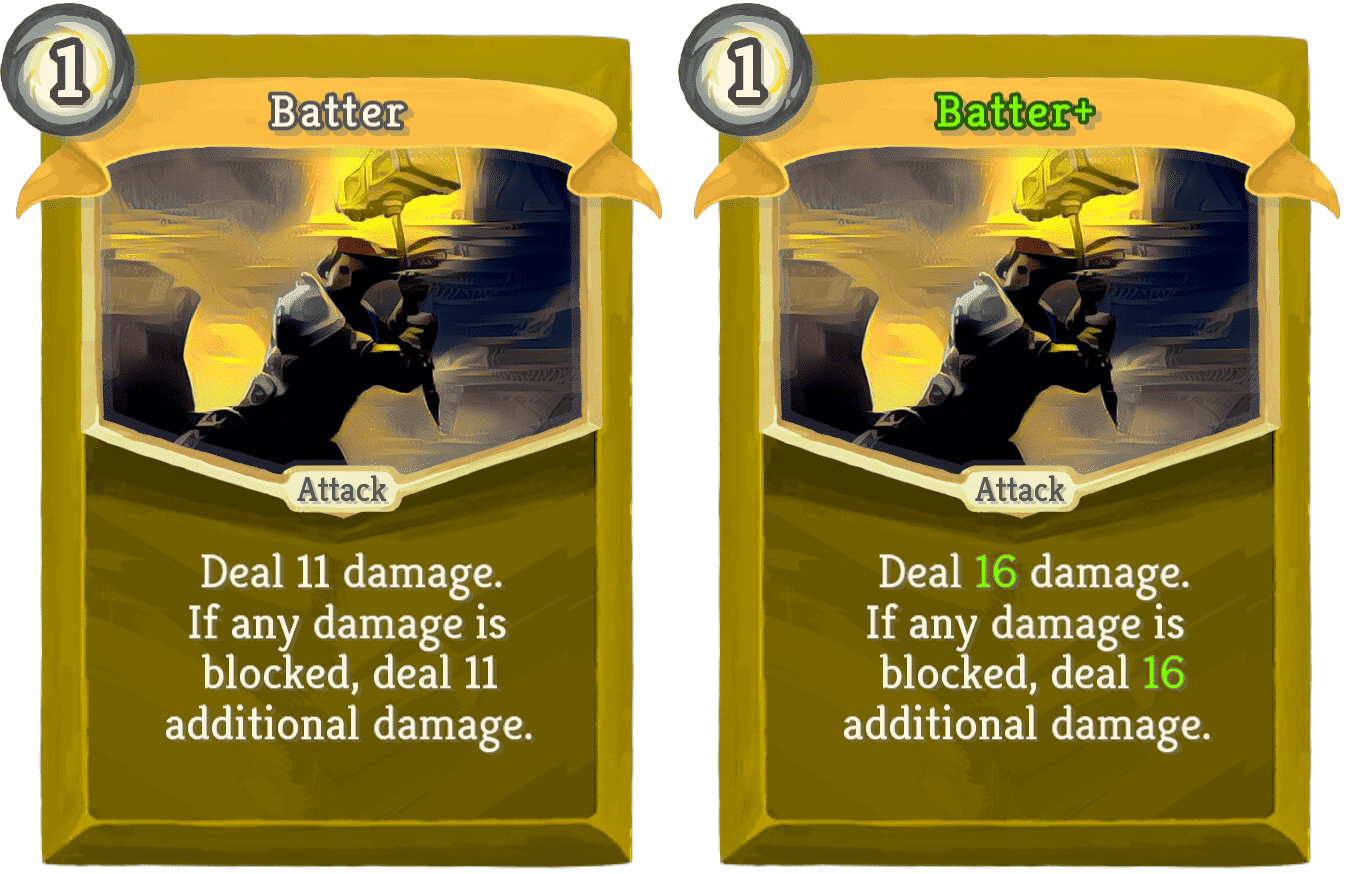 1
Batter
Attack
Deal 11 damage.
If any damage is
blocked, deal 11
additional damage.
1
Batter+
Attack
Deal 16 damage.
If any damage is
blocked, deal 16
additional damage.